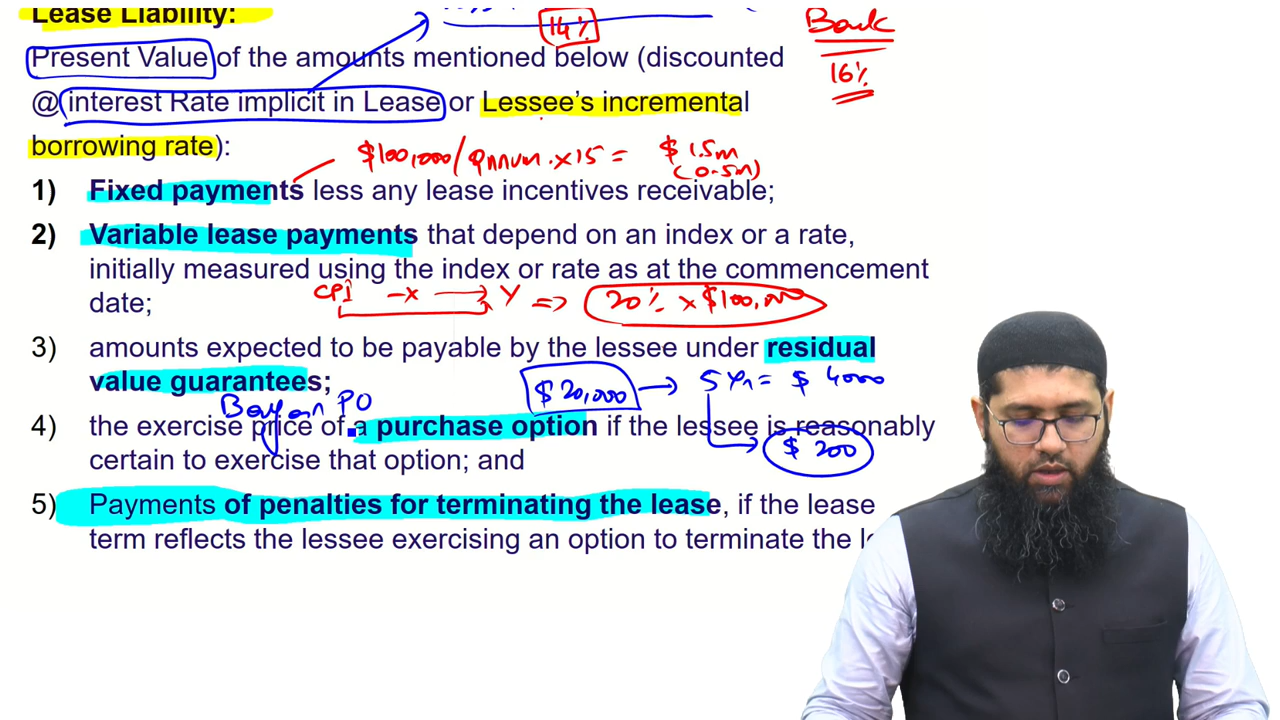 Lease Liability:
14%
Bank
16%
Present Value of the amounts mentioned below (discounted
@ interest Rate implicit in Lease or Lessee's incremental
borrowing rate):
$100,000/annum. x 15 = $1.5m
(0.5m)
1) Fixed payments less any lease incentives receivable;
2) Variable lease payments that depend on an index or a rate,
initially measured using the index or rate as at the commencement
date;
CPI - X → Y => 20% x $100,000
3) amounts expected to be payable by the lessee under residual
value guarantees;
$20,000 → 5 Yr = $4000
Bargain PO
4) the exercise price of a purchase option if the lessee is reasonably
$200
certain to exercise that option; and
5) Payments of penalties for terminating the lease, if the lease
term reflects the lessee exercising an option to terminate the